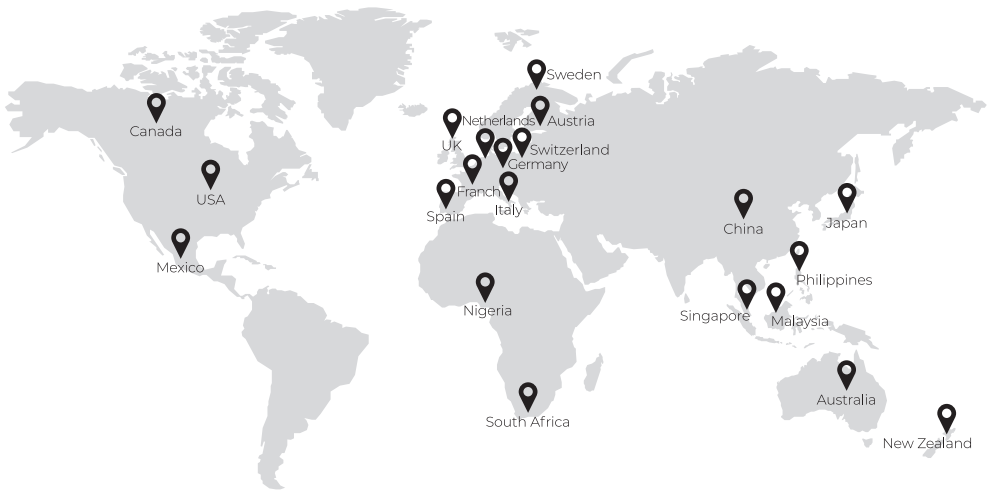 Sweden
Canada
Netherlands
Austria
UK
Switzerland
Germany
USA
Franch
Italy
Spain
Japan
China
Mexico
Philippines
Nigeria
Singapore
Malaysia
Australia
South Africa
New Zealand